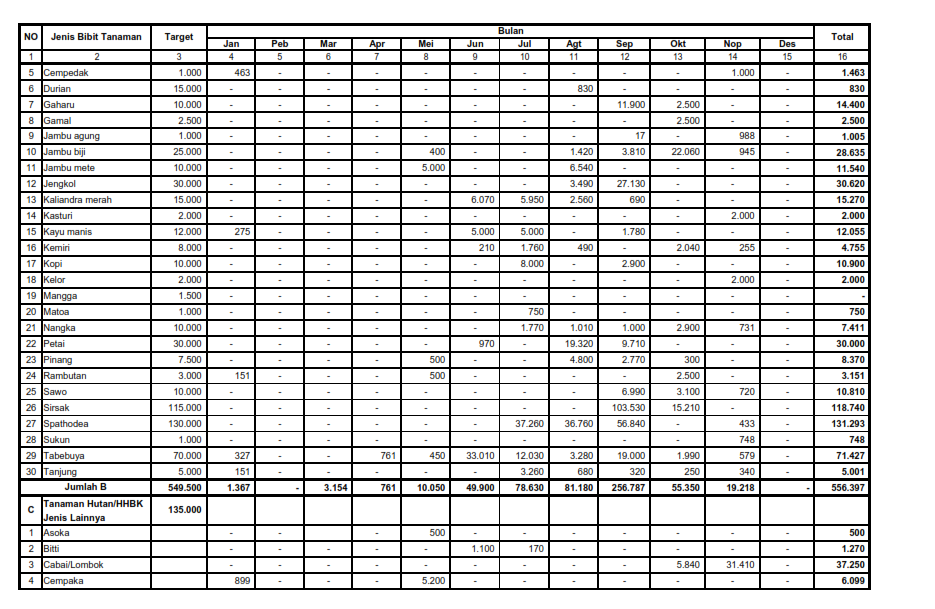 NO Jenis Bibit Tanaman Target Bulan Total
Jan Peb Mar Apr Mei Jun Jul Agt Sep Okt Nop Des
1 2 3 4 5 6 7 8 9 10 11 12 13 14 15 16
5 Cempedak 1.000 463 - - - - - - - - - 1.000 - 1.463
6 Durian 15.000 - - - - - - - 830 - - - - 830
7 Gaharu 10.000 - - - - - - - - 11.900 2.500 - - 14.400
8 Gamal 2.500 - - - - - - - - - 2.500 - - 2.500
9 Jambu agung 1.000 - - - - - - - - 17 - 988 - 1.005
10 Jambu biji 25.000 - - - - 400 - - 1.420 3.810 22.060 945 - 28.635
11 Jambu mete 10.000 - - - - 5.000 - - 6.540 - - - - 11.540
12 Jengkol 30.000 - - - - - - - 3.490 27.130 - - - 30.620
13 Kaliandra merah 15.000 - - - - - 6.070 5.950 2.560 690 - - - 15.270
14 Kasturi 2.000 - - - - - - - - - - 2.000 - 2.000
15 Kayu manis 12.000 275 - - - - 5.000 5.000 - 1.780 - - - 12.055
16 Kemiri 8.000 - - - - - 210 1.760 490 - 2.040 255 - 4.755
17 Kopi 10.000 - - - - - - 8.000 - 2.900 - - - 10.900
18 Kelor 2.000 - - - - - - - - - - 2.000 - 2.000
19 Mangga 1.500 - - - - - - - - - - - - -
20 Matoa 1.000 - - - - - - 750 - - - - - 750
21 Nangka 10.000 - - - - - - 1.770 1.010 1.000 2.900 731 - 7.411
22 Petai 30.000 - - - - - 970 - 19.320 9.710 - - - 30.000
23 Pinang 7.500 - - - - 500 - - 4.800 2.770 300 - - 8.370
24 Rambutan 3.000 151 - - - 500 - - - - 2.500 - - 3.151
25 Sawo 10.000 - - - - - - - - 6.990 3.100 720 - 10.810
26 Sirsak 115.000 - - - - - - - - 103.530 15.210 - - 118.740
27 Spathodea 130.000 - - - - - - 37.260 36.760 56.840 - 433 - 131.293
28 Sukun 1.000 - - - - - - - - - - 748 - 748
29 Tabebuya 70.000 327 - - 761 450 33.010 12.030 3.280 19.000 1.990 579 - 71.427
30 Tanjung 5.000 151 - - - - - 3.260 680 320 250 340 - 5.001
Jumlah B 549.500 1.367 - 3.154 761 10.050 49.900 78.630 81.180 256.787 55.350 19.218 - 556.397
C Tanaman Hutan/HHBK 135.000
Jenis Lainnya
1 Asoka - - - - 500 - - - - - - - 500
2 Bitti - - - - - 1.100 170 - - - - - 1.270
3 Cabai/Lombok - - - - - - - - - 5.840 31.410 - 37.250
4 Cempaka 899 - - - 5.200 - - - - - - - 6.099